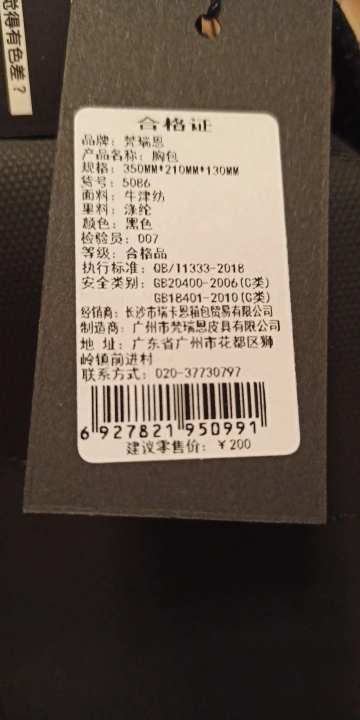 觉得有色差？
合格证
品牌：梵瑞恩
产品名称：胸包
规格：350MM*210MM*130MM
货号：5086
面料：牛津纺
里料：涤纶
颜色：黑色
检验员：007
等级：合格品
执行标准：QB/T1333-2018
安全类别：GB20400-2006(C类)
GB18401-2010(C类)
经销商：长沙市瑞卡恩箱包贸易有限公司
制造商：广州市梵瑞恩皮具有限公司
地 址：广东省广州市花都区狮
岭镇前进村
联系方式：020-37730797
6 927821 950991
建议零售价：￥200